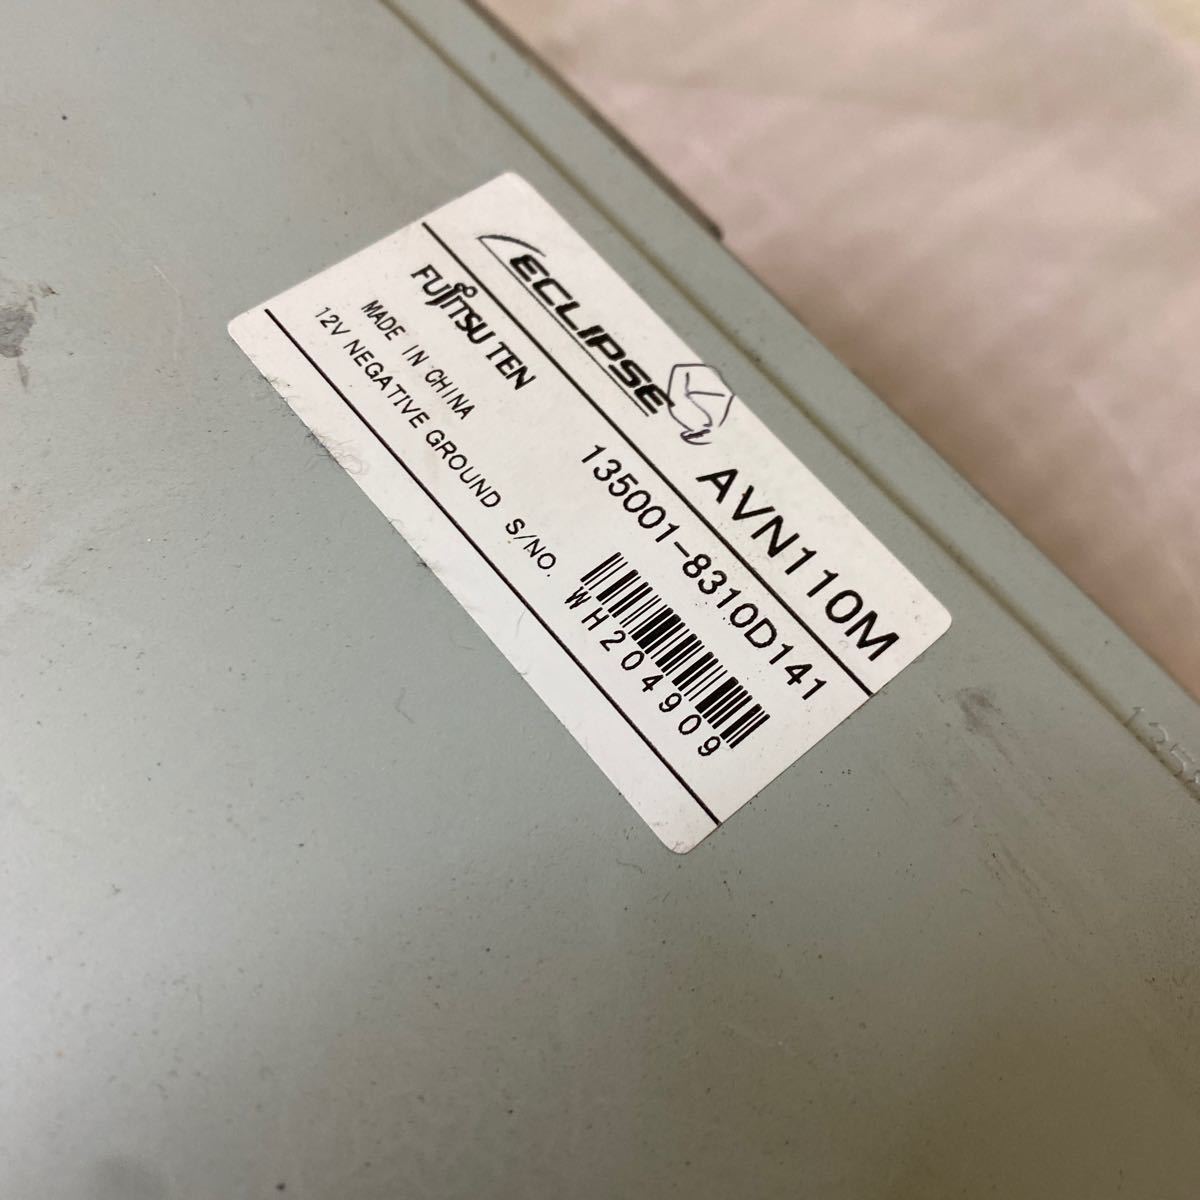 ECLIPSE AVN110M
FUJITSU TEN 135001-8310D141
MADE IN CHINA
12V NEGATIVE GROUND S/NO.
WH204909